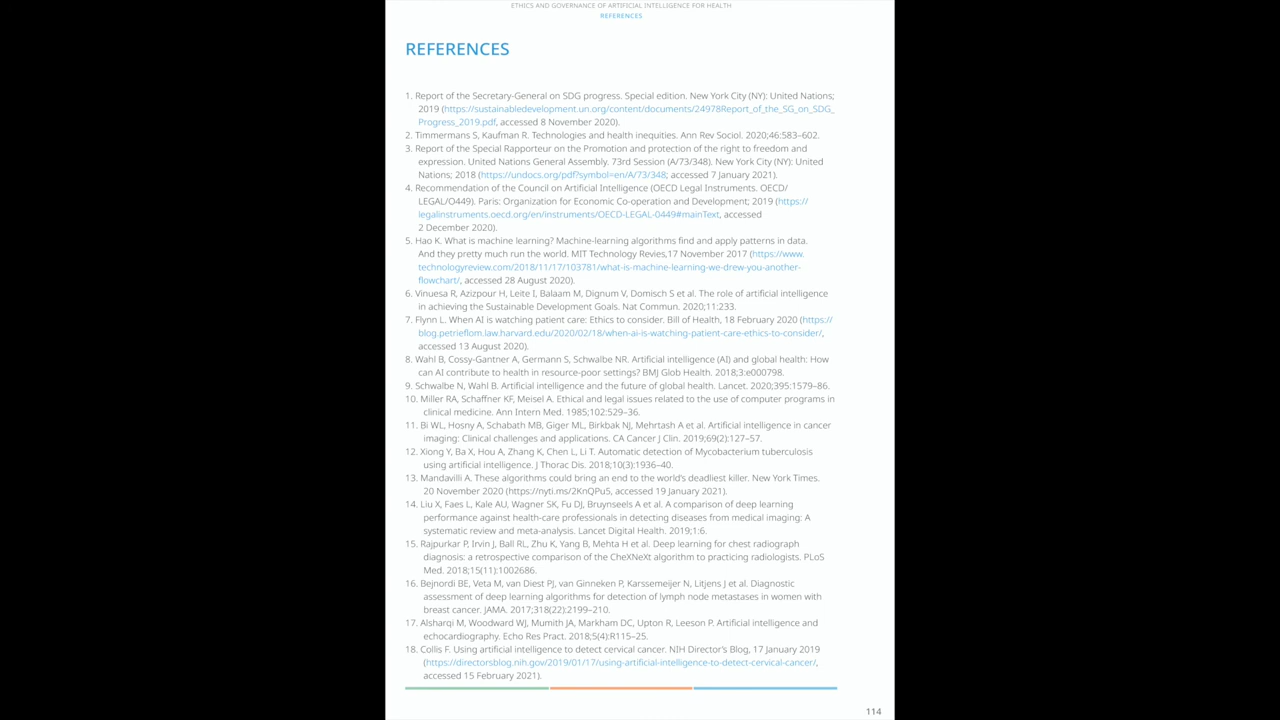 ETHICS AND GOVERNANCE OF ARTIFICIAL INTELLIGENCE FOR HEALTH
REFERENCES
REFERENCES
1. Report of the Secretary-General on SDG progress. Special edition. New York City (NY): United Nations;
2019 (https://sustainabledevelopment.un.org/content/documents/24978Report_of_the_SG_on_SDG_
Progress_2019.pdf, accessed 8 November 2020).
2. Timmermans S, Kaufman R. Technologies and health inequities. Ann Rev Sociol. 2020;46:583–602.
3. Report of the Special Rapporteur on the Promotion and protection of the right to freedom and
expression. United Nations General Assembly. 73rd Session (A/73/348). New York City (NY): United
Nations; 2018 (https://undocs.org/pdf?symbol=en/A/73/348; accessed 7 January 2021).
4. Recommendation of the Council on Artificial Intelligence (OECD Legal Instruments. OECD/
LEGAL/O449). Paris: Organization for Economic Co-operation and Development; 2019 (https://
legalinstruments.oecd.org/en/instruments/OECD-LEGAL-0449#mainText, accessed
2 December 2020).
5. Hao K. What is machine learning? Machine-learning algorithms find and apply patterns in data.
And they pretty much run the world. MIT Technology Revies,17 November 2017 (https://www.
technologyreview.com/2018/11/17/103781/what-is-machine-learning-we-drew-you-another-
flowchart/, accessed 28 August 2020).
6. Vinuesa R, Azizpour H, Leite I, Balaam M, Dignum V, Domisch S et al. The role of artificial intelligence
in achieving the Sustainable Development Goals. Nat Commun. 2020;11:233.
7. Flynn L. When AI is watching patient care: Ethics to consider. Bill of Health, 18 February 2020 (https://
blog.petrieflom.law.harvard.edu/2020/02/18/when-ai-is-watching-patient-care-ethics-to-consider/,
accessed 13 August 2020).
8. Wahl B, Cossy-Gantner A, Germann S, Schwalbe NR. Artificial intelligence (AI) and global health: How
can AI contribute to health in resource-poor settings? BMJ Glob Health. 2018;3:e000798.
9. Schwalbe N, Wahl B. Artificial intelligence and the future of global health. Lancet. 2020;395:1579–86.
10. Miller RA, Schaffner KF, Meisel A. Ethical and legal issues related to the use of computer programs in
clinical medicine. Ann Intern Med. 1985;102:529–36.
11. Bi WL, Hosny A, Schabath MB, Giger ML, Birkbak NJ, Mehrtash A et al. Artificial intelligence in cancer
imaging: Clinical challenges and applications. CA Cancer J Clin. 2019;69(2):127–57.
12. Xiong Y, Ba X, Hou A, Zhang K, Chen L, Li T. Automatic detection of Mycobacterium tuberculosis
using artificial intelligence. J Thorac Dis. 2018;10(3):1936–40.
13. Mandavilli A. These algorithms could bring an end to the world's deadliest killer. New York Times.
20 November 2020 (https://nyti.ms/2KnQPu5, accessed 19 January 2021).
14. Liu X, Faes L, Kale AU, Wagner SK, Fu DJ, Bruynseels A et al. A comparison of deep learning
performance against health-care professionals in detecting diseases from medical imaging: A
systematic review and meta-analysis. Lancet Digital Health. 2019;1:6.
15. Rajpurkar P, Irvin J, Ball RL, Zhu K, Yang B, Mehta H et al. Deep learning for chest radiograph
diagnosis: a retrospective comparison of the CheXNeXt algorithm to practicing radiologists. PLoS
Med. 2018;15(11):1002686.
16. Bejnordi BE, Veta M, van Diest PJ, van Ginneken P, Karssemeijer N, Litjens J et al. Diagnostic
assessment of deep learning algorithms for detection of lymph node metastases in women with
breast cancer. JAMA. 2017;318(22):2199–210.
17. Alsharqi M, Woodward WJ, Mumith JA, Markham DC, Upton R, Leeson P. Artificial intelligence and
echocardiography. Echo Res Pract. 2018;5(4):R115–25.
18. Collis F. Using artificial intelligence to detect cervical cancer. NIH Director's Blog, 17 January 2019
(https://directorsblog.nih.gov/2019/01/17/using-artificial-intelligence-to-detect-cervical-cancer/,
accessed 15 February 2021).
114